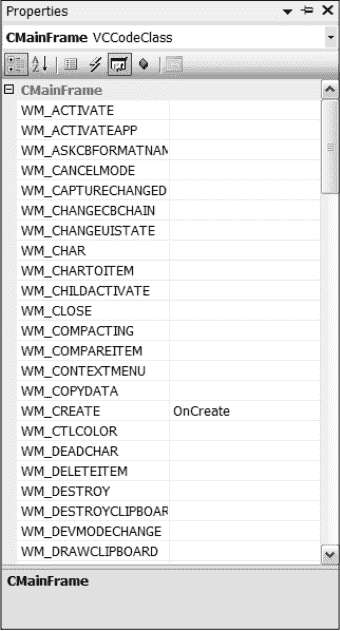 Properties
CMainFrame VCCodeClass
CMainFrame
WM_ACTIVATE
WM_ACTIVATEAPP
WM_ASKCBFORMATNAM
WM_CANCELMODE
WM_CAPTURECHANGED
WM_CHANGECBCHAIN
WM_CHANGEUISTATE
WM_CHAR
WM_CHARTOITEM
WM_CHILDACTIVATE
WM_CLOSE
WM_COMPACTING
WM_COMPAREITEM
WM_CONTEXTMENU
WM_COPYDATA
WM_CREATE OnCreate
WM_CTLCOLOR
WM_DEADCHAR
WM_DELETEITEM
WM_DESTROY
WM_DESTROYCLIPBOAR
WM_DEVMODECHANGE
WM_DRAWCLIPBOARD
CMainFrame